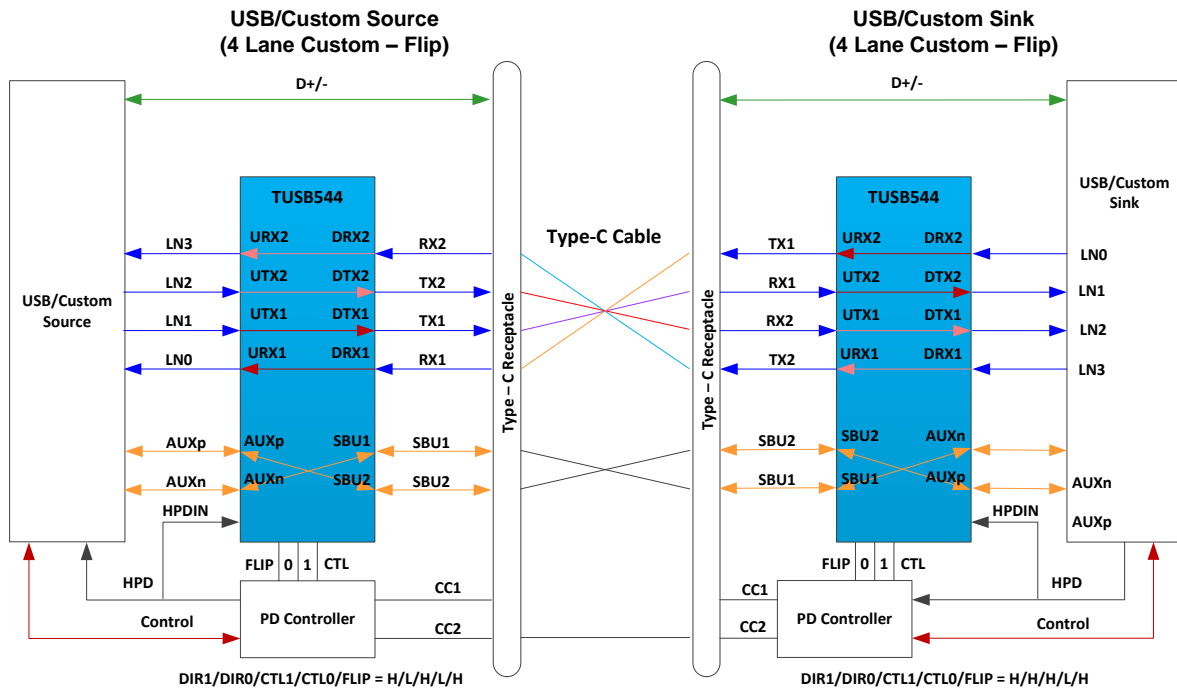 USB/Custom Source
(4 Lane Custom – Flip)
USB/Custom Sink
(4 Lane Custom – Flip)
D+/-
D+/-
USB/Custom
Source
TUSB544
LN3
URX2
DRX2
RX2
LN2
UTX2
DTX2
TX2
LN1
UTX1
DTX1
TX1
LN0
URX1
DRX1
RX1
AUXp
AUXp
SBU1
SBU1
AUXn
AUXn
SBU2
SBU2
HPDIN
FLIP
0
1
CTL
HPD
Control
PD Controller
CC1
CC2
DIR1/DIR0/CTL1/CTL0/FLIP = H/L/H/L/H
Type – C Receptacle
Type-C Cable
Type – C Receptacle
TUSB544
USB/Custom
Sink
TX1
URX2
DRX2
LN0
RX1
UTX2
DTX2
LN1
RX2
UTX1
DTX1
LN2
TX2
URX1
DRX1
LN3
SBU2
SBU2
AUXn
SBU1
SBU1
AUXp
AUXn
HPDIN
AUXp
FLIP
0
1
CTL
HPD
CC1
CC2
PD Controller
Control
DIR1/DIR0/CTL1/CTL0/FLIP = H/H/H/L/H